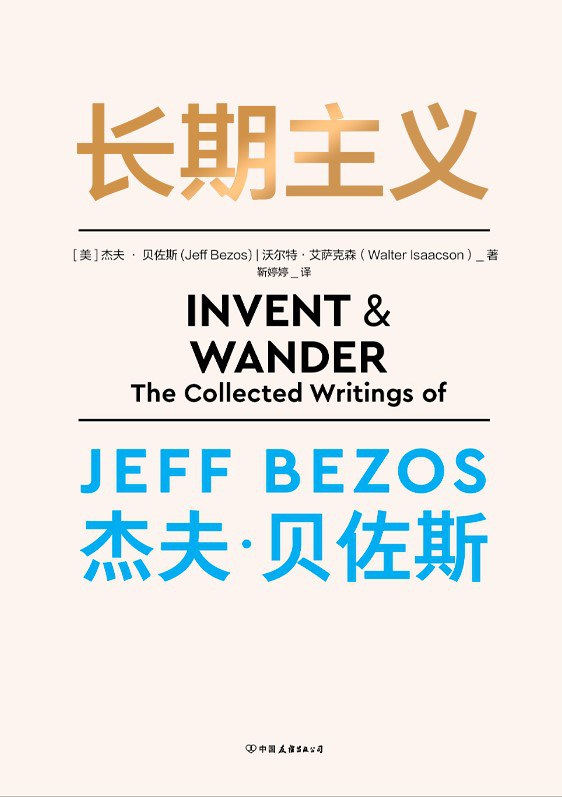 长期主义
[美]杰夫 · 贝佐斯(Jeff Bezos)|沃尔特·艾萨克森(Walter Isaacson)_著
靳婷婷_译
INVENT &
WANDER
The Collected Writings of
JEFF BEZOS
杰夫·贝佐斯
中国友谊出版公司